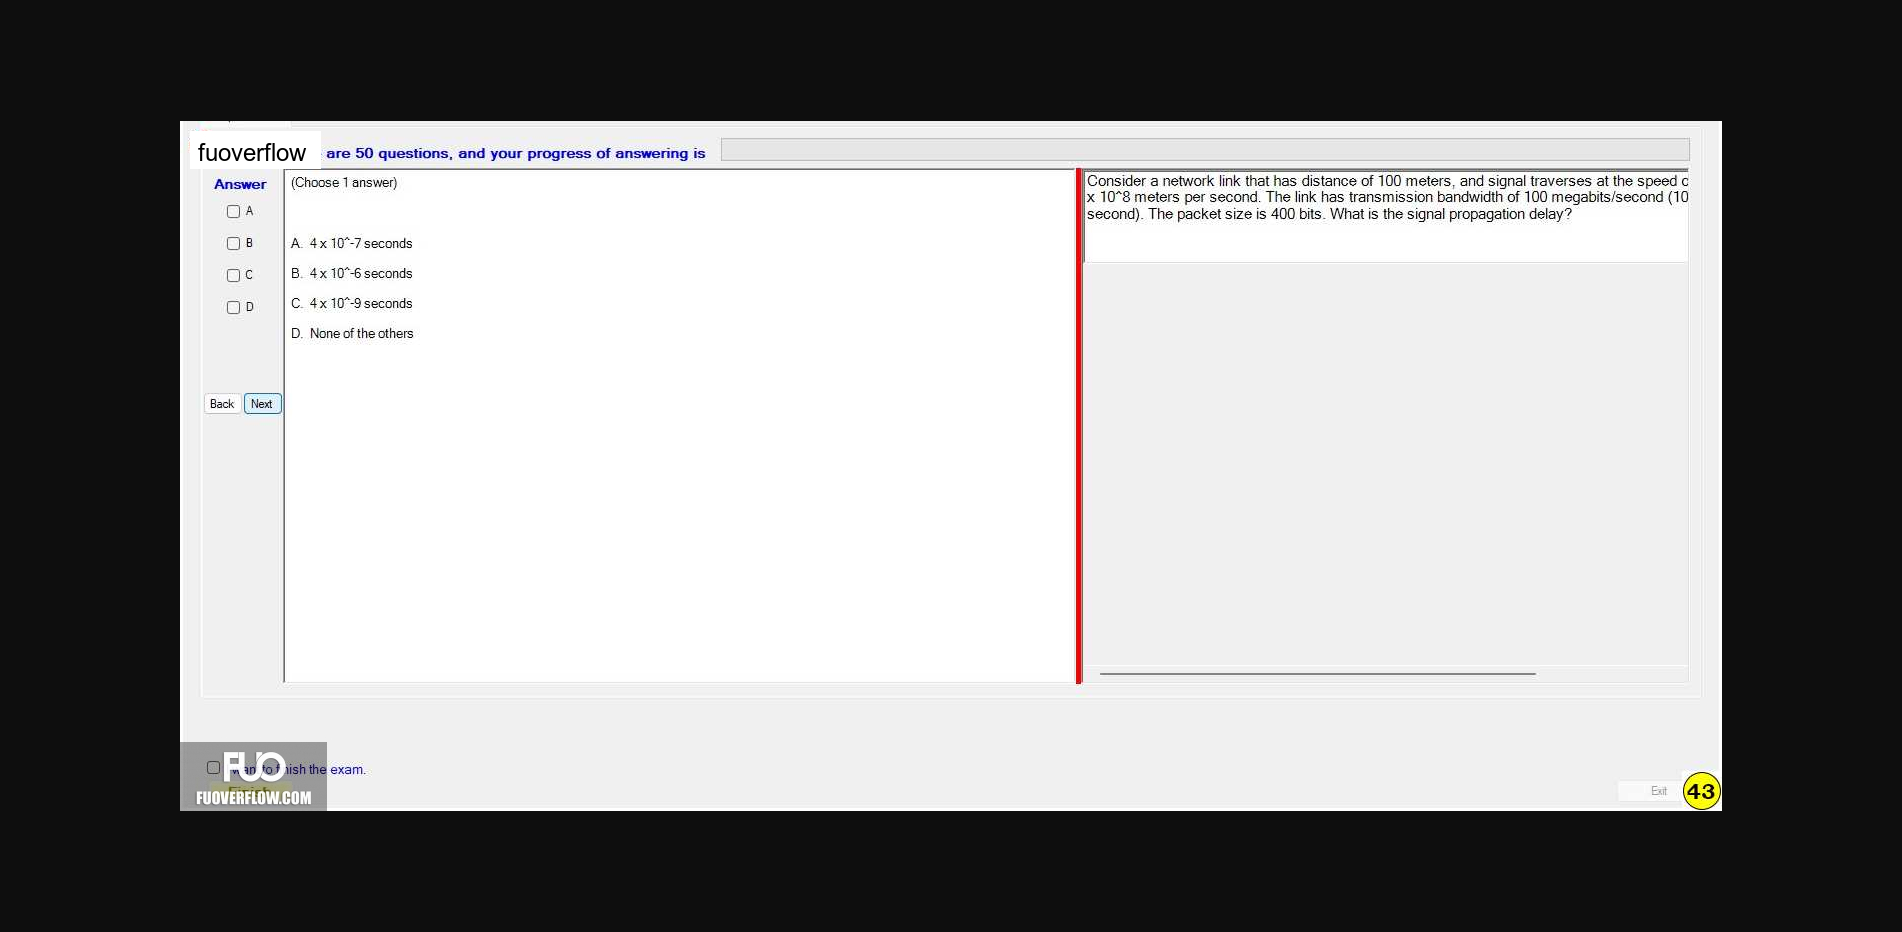 fuoverflow are 50 questions, and your progress of answering is
Answer
(Choose 1 answer)
A
B
C
D
A. 4 x 10^-7 seconds
B. 4 x 10^-6 seconds
C. 4 x 10^-9 seconds
D. None of the others
Back Next
Consider a network link that has distance of 100 meters, and signal traverses at the speed
x 10^8 meters per second. The link has transmission bandwidth of 100 megabits/second (10
second). The packet size is 400 bits. What is the signal propagation delay?
FUO
the exam.
Finish
FUOVERFLOW.COM
Exit
43